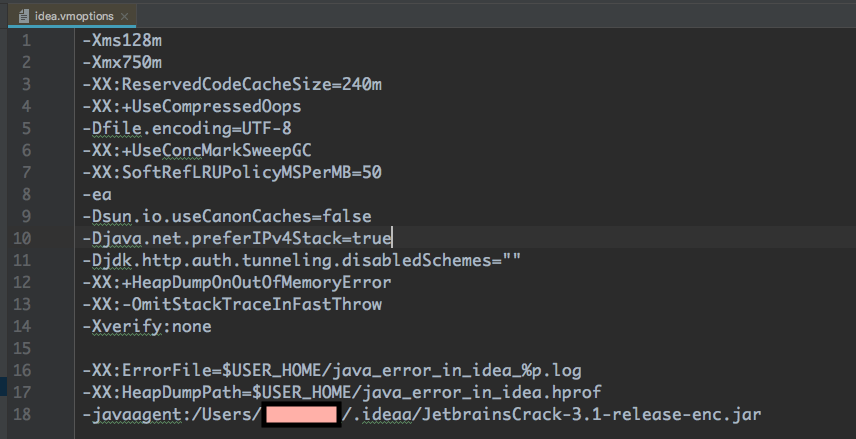 idea.vmoptions
1 -Xms128m
2 -Xmx750m
3 -XX:ReservedCodeCacheSize=240m
4 -XX:+UseCompressedOops
5 -Dfile.encoding=UTF-8
6 -XX:+UseConcMarkSweepGC
7 -XX:SoftRefLRUPolicyMSPerMB=50
8 -ea
9 -Dsun.io.useCanonCaches=false
10 -Djava.net.preferIPv4Stack=true
11 -Djdk.http.auth.tunneling.disabledSchemes=""
12 -XX:+HeapDumpOnOutOfMemoryError
13 -XX:-OmitStackTraceInFastThrow
14 -Xverify:none
15
16 -XX:ErrorFile=$USER_HOME/java_error_in_idea_%p.log
17 -XX:HeapDumpPath=$USER_HOME/java_error_in_idea.hprof
18 -javaagent:/Users/ /.ideaa/JetbrainsCrack-3.1-release-enc.jar